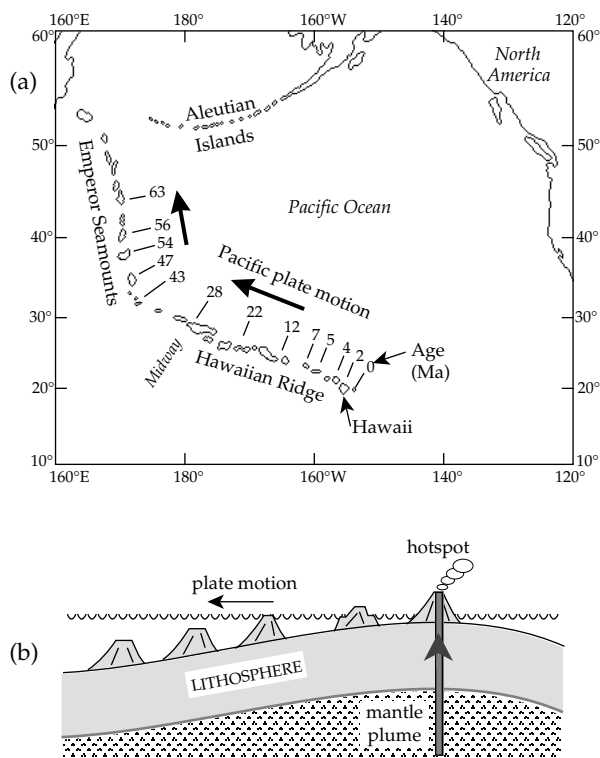 160°E 180° 160°W 140° 120°
60° 60°
(a)
North
America
Aleutian
Islands
50° 50°
Emperor Seamounts
63
Pacific Ocean
56
40° 40°
54
47
Pacific plate motion
43
28
30° 30°
22
12
7
5
4
2
0
Age
(Ma)
Midway
Hawaiian Ridge
20° 20°
Hawaii
10° 10°
160°E 180° 160°W 140° 120°
hotspot
plate motion
(b)
LITHOSPHERE
mantle
plume